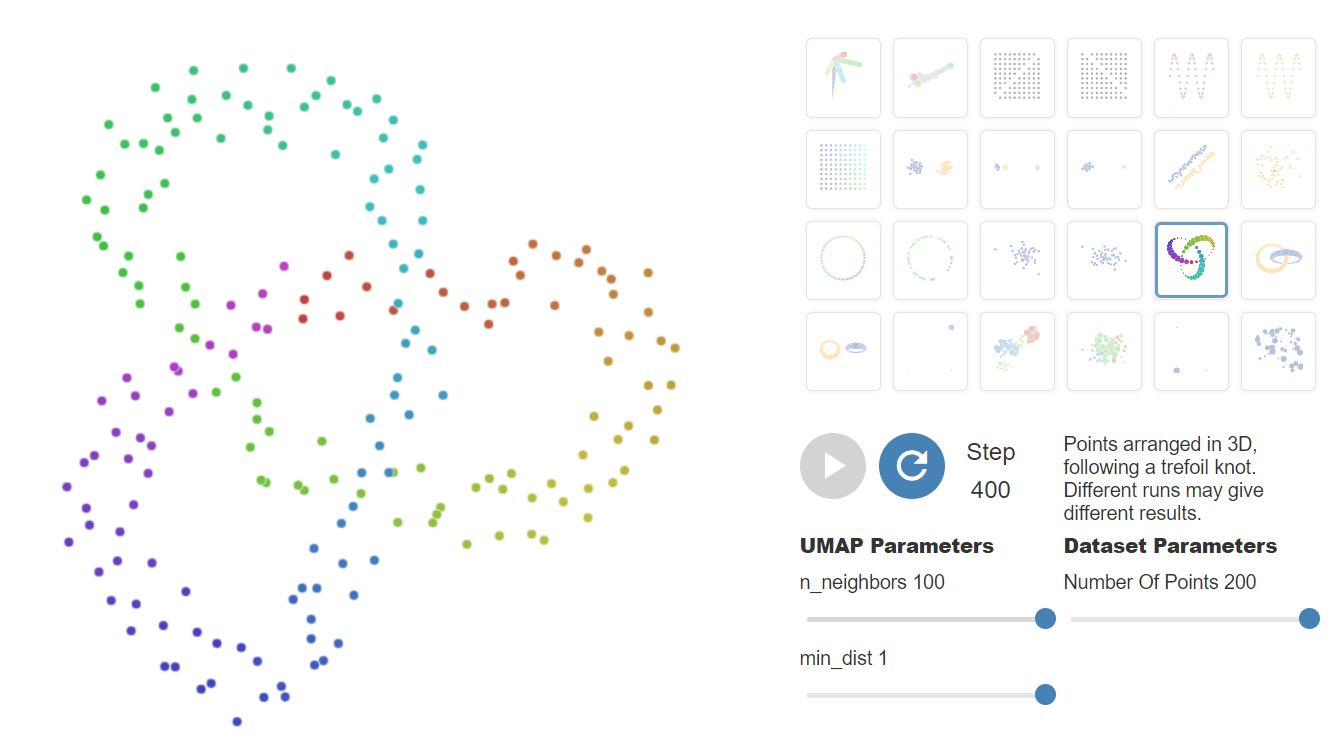 Step
400
Points arranged in 3D,
following a trefoil knot.
Different runs may give
different results.
UMAP Parameters
Dataset Parameters
n_neighbors 100
Number Of Points 200
min_dist 1